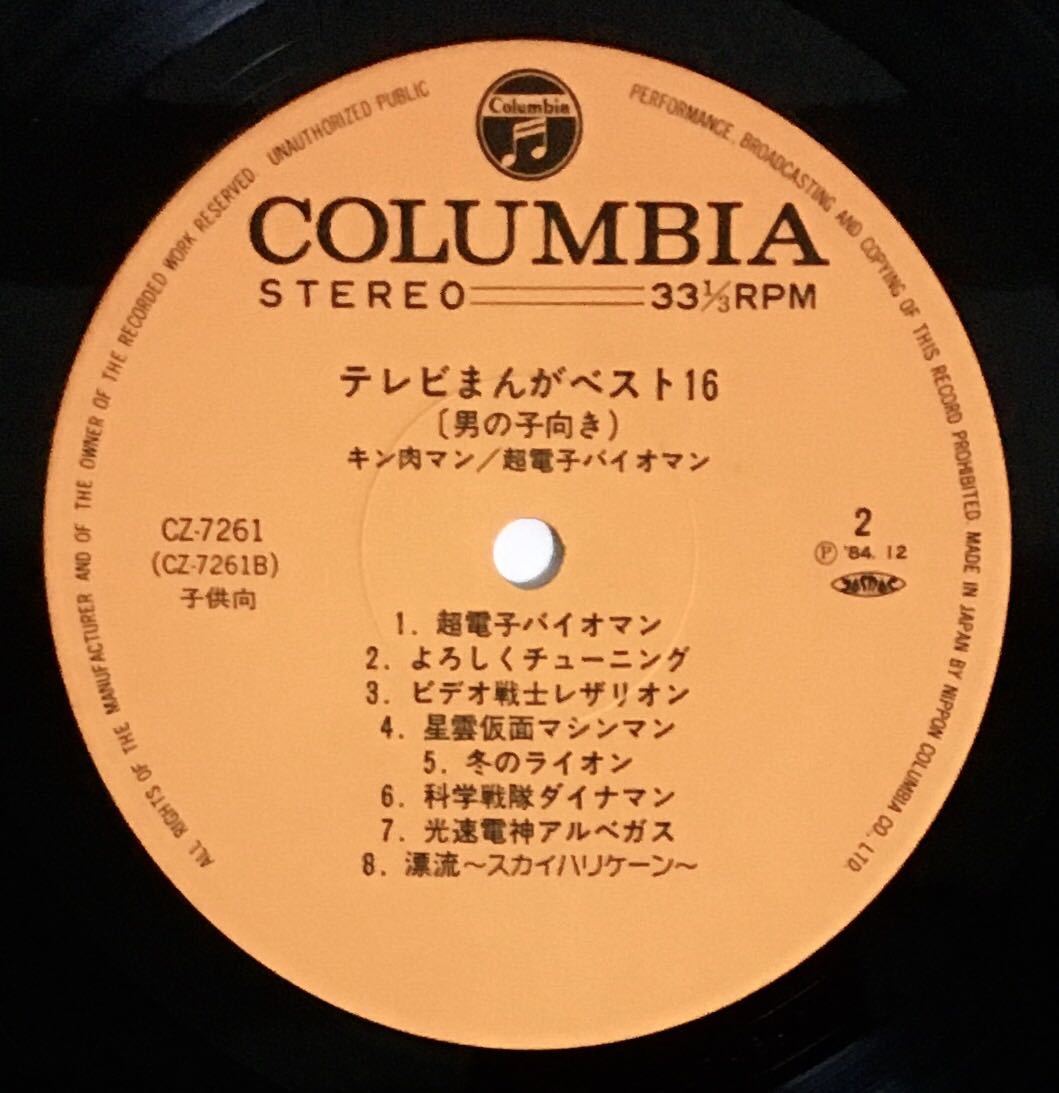 Columbia
COLUMBIA
STEREO 33⅓RPM
テレビまんがベスト16
〔男の子向き〕
キン肉マン／超電子バイオマン
CZ-7261
(CZ-7261B)
子供向
2
Ⓟ '84. 12
JASRAC
1. 超電子バイオマン
2. よろしくチューニング
3. ビデオ戦士レザリオン
4. 星雲仮面マシンマン
5. 冬のライオン
6. 科学戦隊ダイナマン
7. 光速電神アルベガス
8. 漂流〜スカイハリケーン〜
ALL RIGHTS OF THE MANUFACTURER AND OF THE OWNER OF THE RECORDED WORK RESERVED. UNAUTHORIZED PUBLIC PERFORMANCE, BROADCASTING AND COPYING OF THIS RECORD PROHIBITED. MADE IN JAPAN BY NIPPON COLUMBIA CO., LTD.